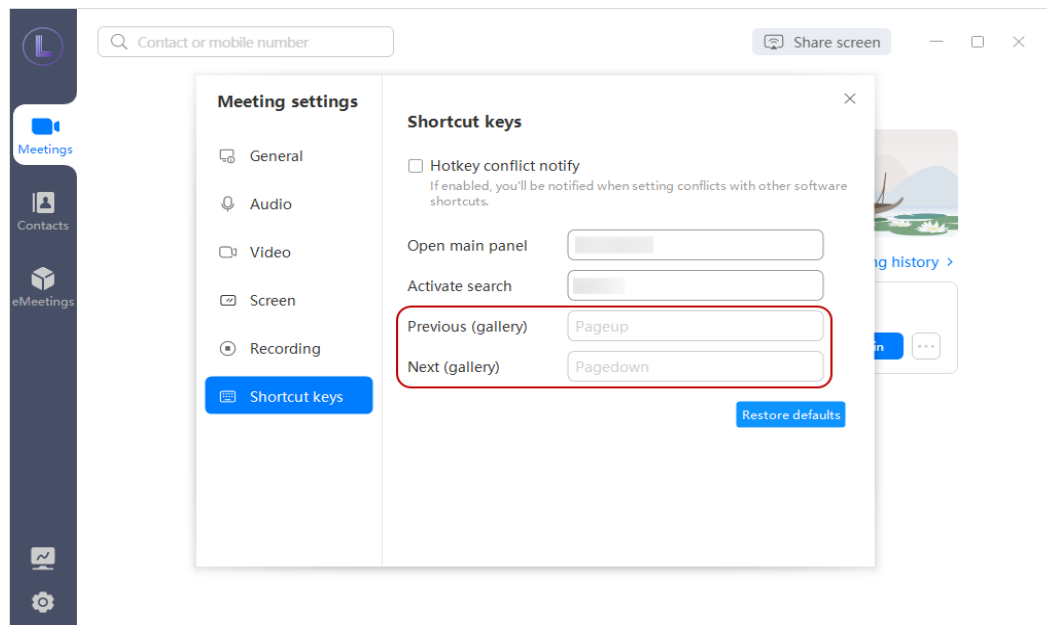 L
Contact or mobile number
Share screen
Meetings
Contacts
eMeetings
Meeting settings
General
Audio
Video
Screen
Recording
Shortcut keys
Shortcut keys
Hotkey conflict notify
If enabled, you'll be notified when setting conflicts with other software
shortcuts.
Open main panel
Activate search
Previous (gallery) Pageup
Next (gallery) Pagedown
Restore defaults
history >